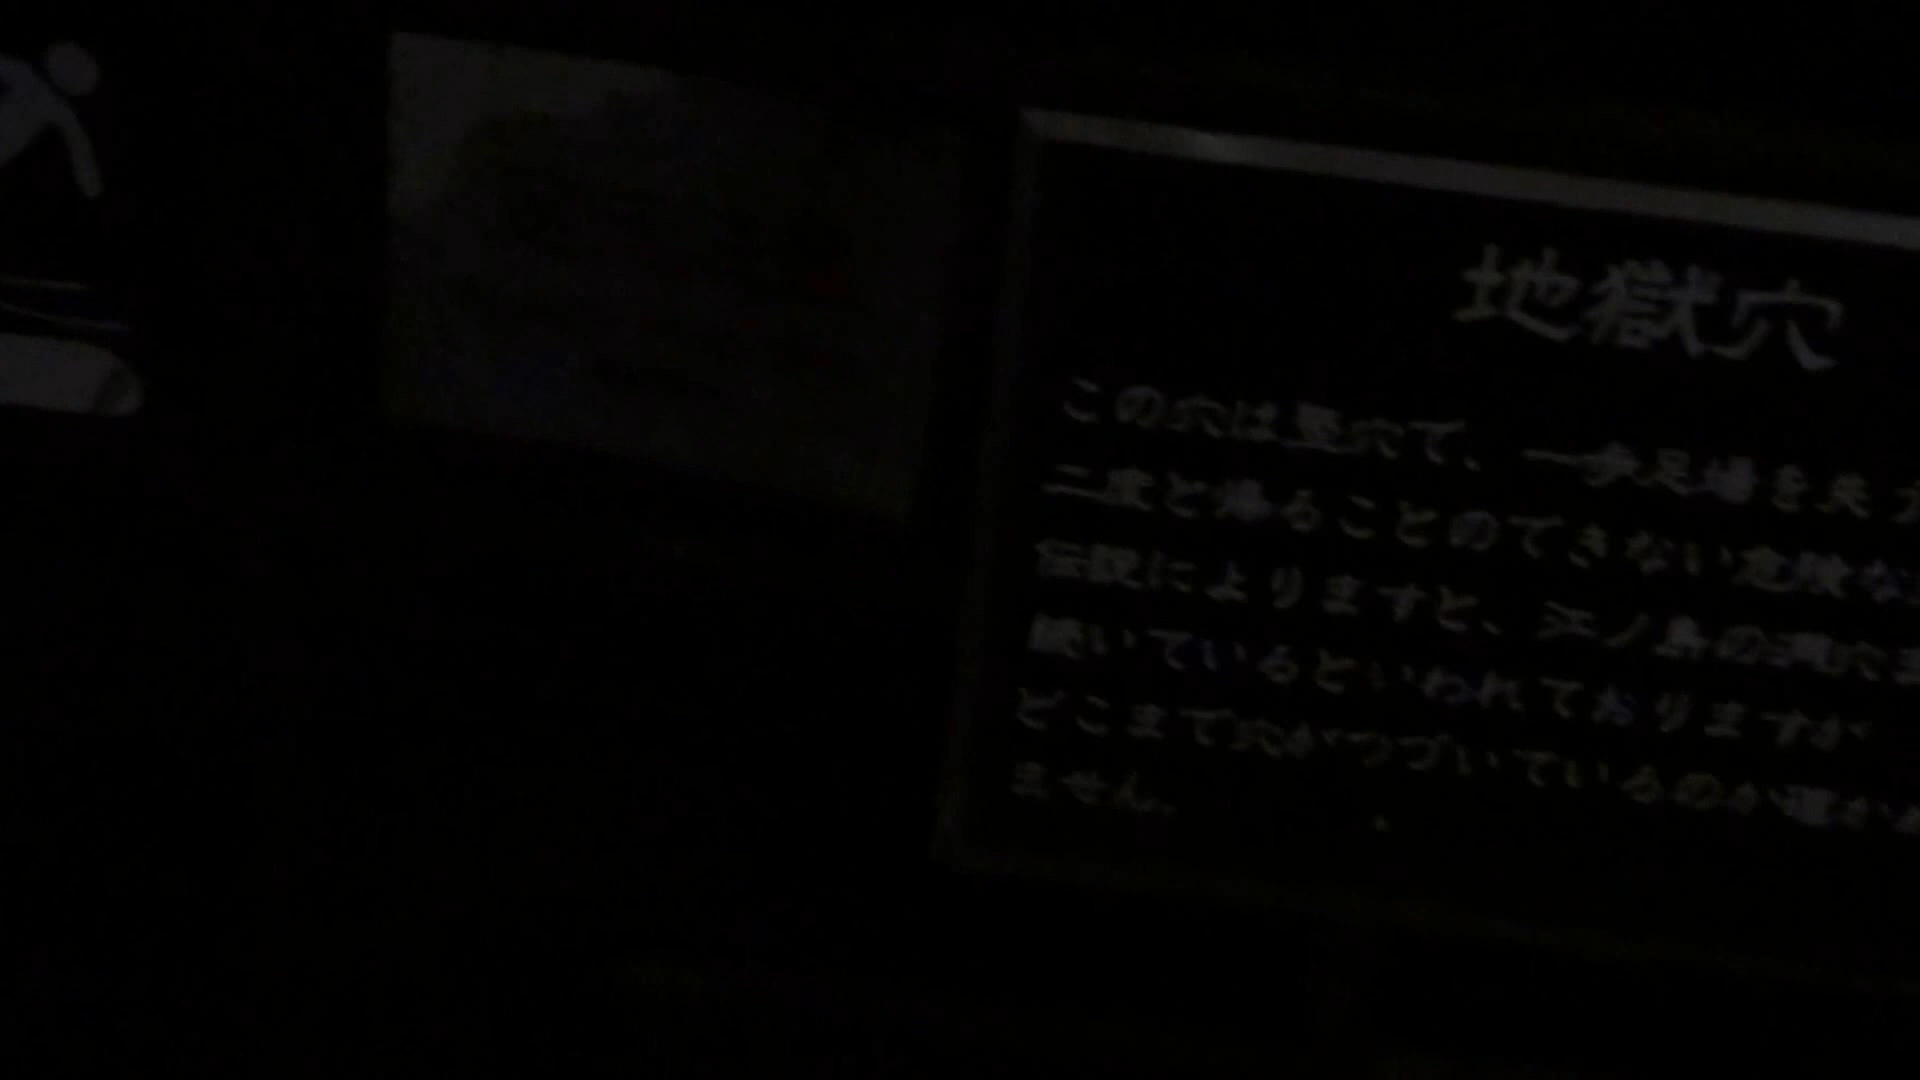 地獄穴
この穴は竪穴で、一歩足場を失
二度と帰ることのできない危険な
伝説によりますと、江ノ島の洞穴ま
続いているといわれておりますが
どこまで穴がつづいているのか確か
ません。